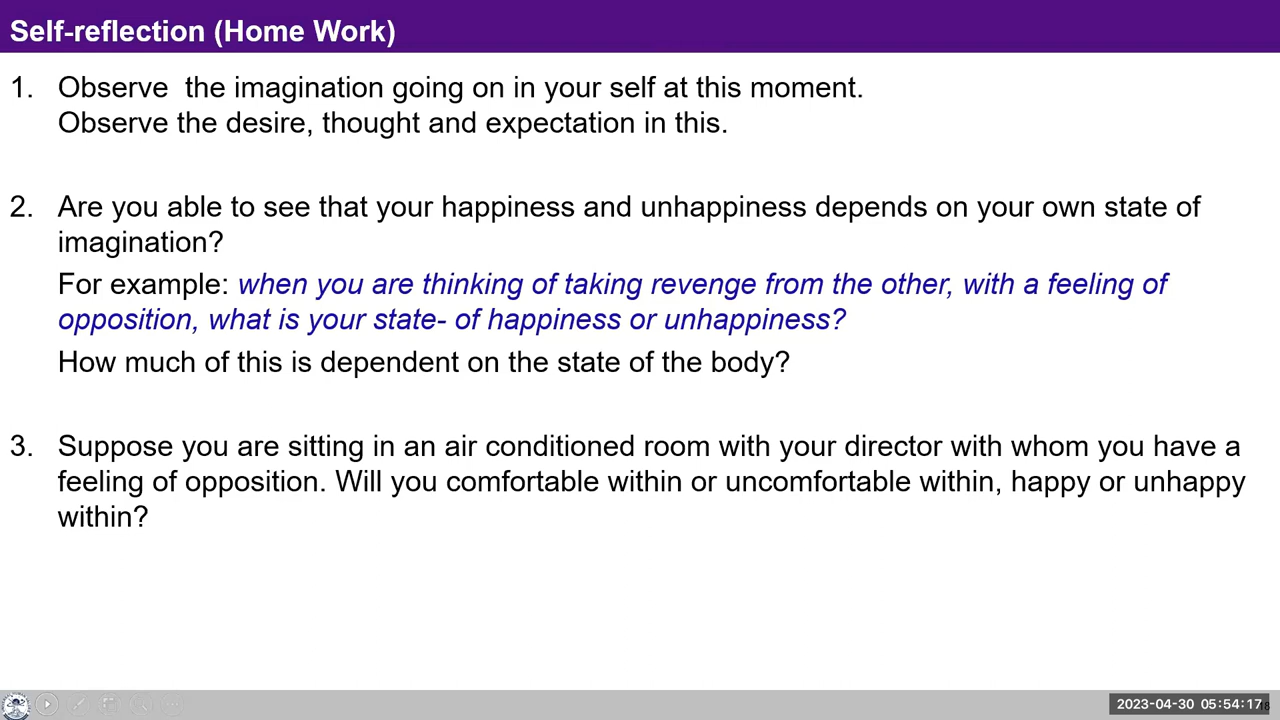 Self-reflection (Home Work)
1. Observe  the imagination going on in your self at this moment.
Observe the desire, thought and expectation in this.
2. Are you able to see that your happiness and unhappiness depends on your own state of
imagination?
For example: when you are thinking of taking revenge from the other, with a feeling of
opposition, what is your state- of happiness or unhappiness?
How much of this is dependent on the state of the body?
3. Suppose you are sitting in an air conditioned room with your director with whom you have a
feeling of opposition. Will you comfortable within or uncomfortable within, happy or unhappy
within?
2023-04-30 05:54:17
18